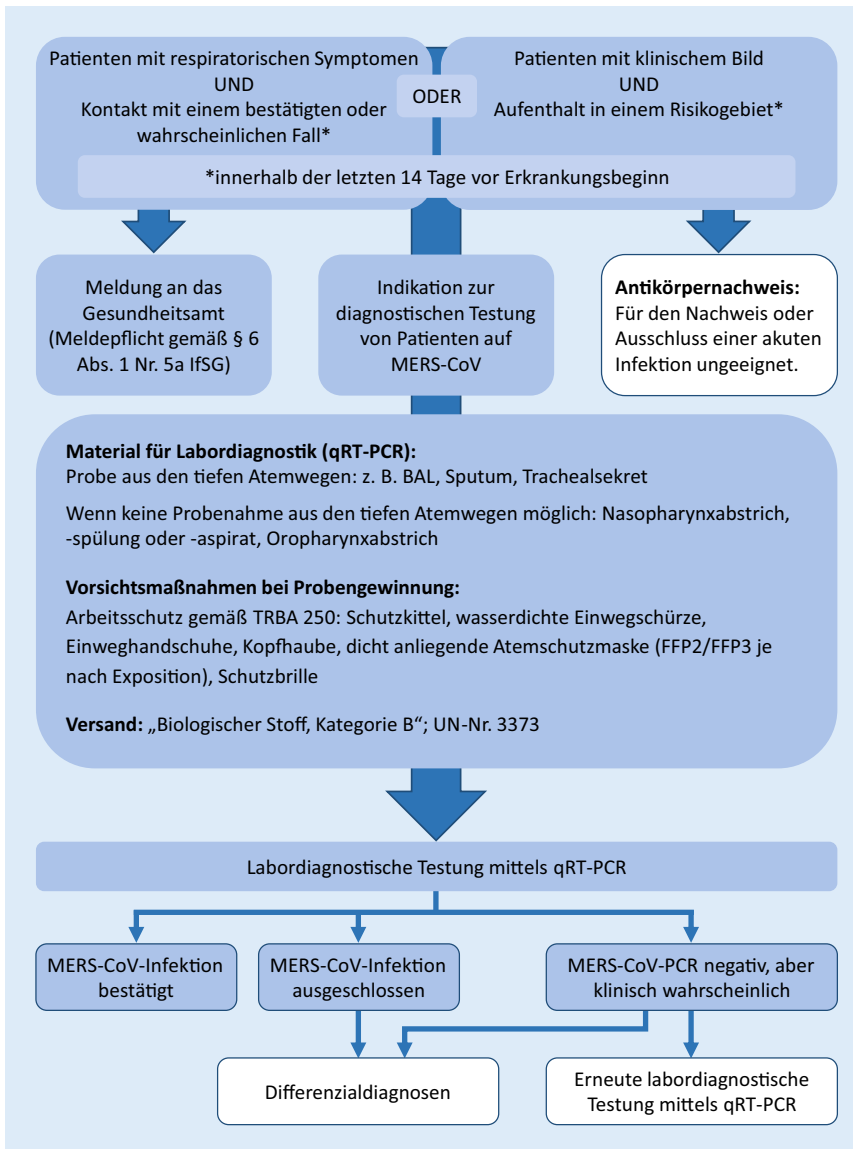 Patienten mit respiratorischen Symptomen
UND
Kontakt mit einem bestätigten oder
wahrscheinlichen Fall*
ODER
Patienten mit klinischem Bild
UND
Aufenthalt in einem Risikogebiet*
*innerhalb der letzten 14 Tage vor Erkrankungsbeginn
Meldung an das
Gesundheitsamt
(Meldepflicht gemäß § 6
Abs. 1 Nr. 5a IfSG)
Indikation zur
diagnostischen Testung
von Patienten auf
MERS-CoV
Antikörpernachweis:
Für den Nachweis oder
Ausschluss einer akuten
Infektion ungeeignet.
Material für Labordiagnostik (qRT-PCR):
Probe aus den tiefen Atemwegen: z. B. BAL, Sputum, Trachealsekret
Wenn keine Probenahme aus den tiefen Atemwegen möglich: Nasopharynxabstrich,
-spülung oder -aspirat, Oropharynxabstrich
Vorsichtsmaßnahmen bei Probengewinnung:
Arbeitsschutz gemäß TRBA 250: Schutzkittel, wasserdichte Einwegschürze,
Einweghandschuhe, Kopfhaube, dicht anliegende Atemschutzmaske (FFP2/FFP3 je
nach Exposition), Schutzbrille
Versand: „Biologischer Stoff, Kategorie B“; UN-Nr. 3373
Labordiagnostische Testung mittels qRT-PCR
MERS-CoV-Infektion
bestätigt
MERS-CoV-Infektion
ausgeschlossen
MERS-CoV-PCR negativ, aber
klinisch wahrscheinlich
Differenzialdiagnosen
Erneute labordiagnostische
Testung mittels qRT-PCR